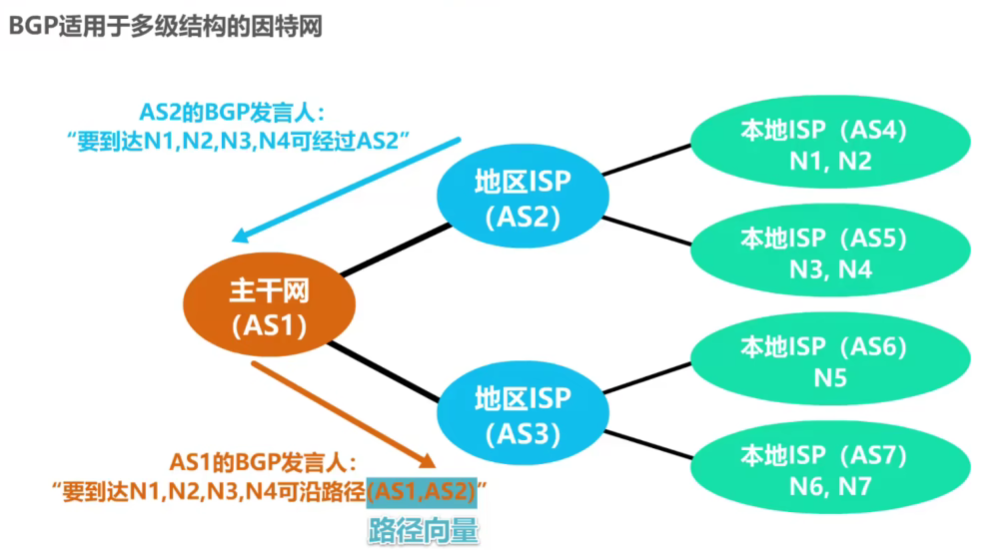 BGP适用于多级结构的因特网
AS2的BGP发言人：
“要到达N1,N2,N3,N4可经过AS2”
地区ISP
（AS2）
本地ISP（AS4）
N1, N2
本地ISP（AS5）
N3, N4
主干网
（AS1）
本地ISP（AS6）
N5
地区ISP
（AS3）
本地ISP（AS7）
N6, N7
AS1的BGP发言人：
“要到达N1,N2,N3,N4可沿路径(AS1,AS2)”
路径向量